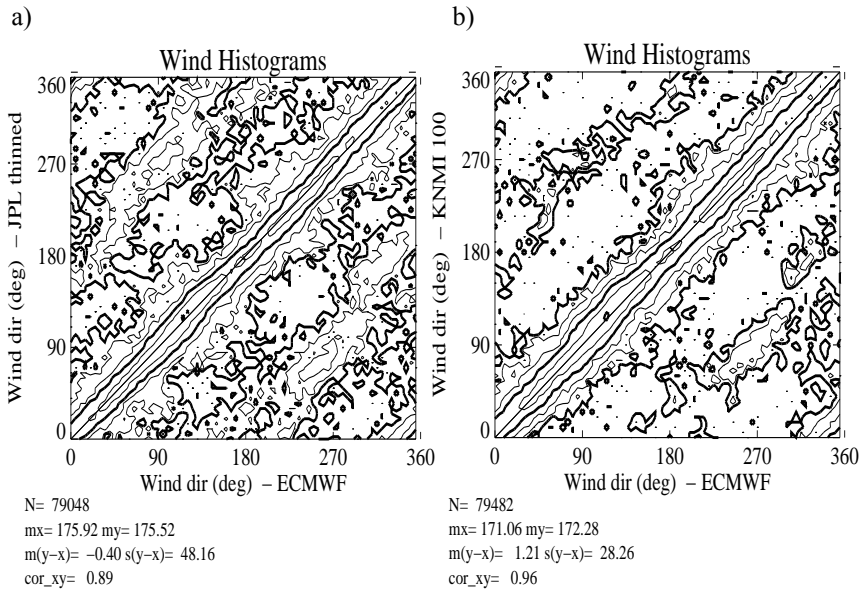 a)
Wind Histograms
Wind dir (deg) – JPL thinned
360
270
180
90
0
0 90 180 270 360
Wind dir (deg) – ECMWF
N= 79048
mx= 175.92 my= 175.52
m(y–x)= –0.40 s(y–x)= 48.16
cor_xy= 0.89
b)
Wind Histograms
Wind dir (deg) – KNMI 100
360
270
180
90
0
0 90 180 270 360
Wind dir (deg) – ECMWF
N= 79482
mx= 171.06 my= 172.28
m(y–x)= 1.21 s(y–x)= 28.26
cor_xy= 0.96